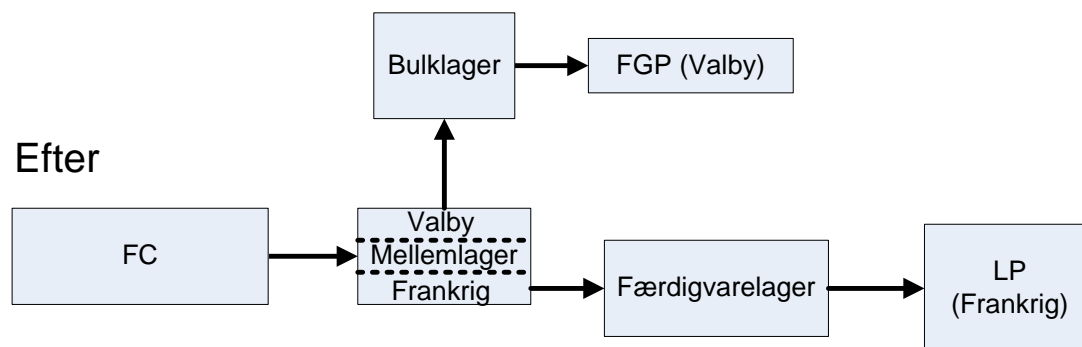 Bulklager
FGP (Valby)
Efter
FC
Valby
Mellemlager
Frankrig
Færdigvarelager
LP
(Frankrig)